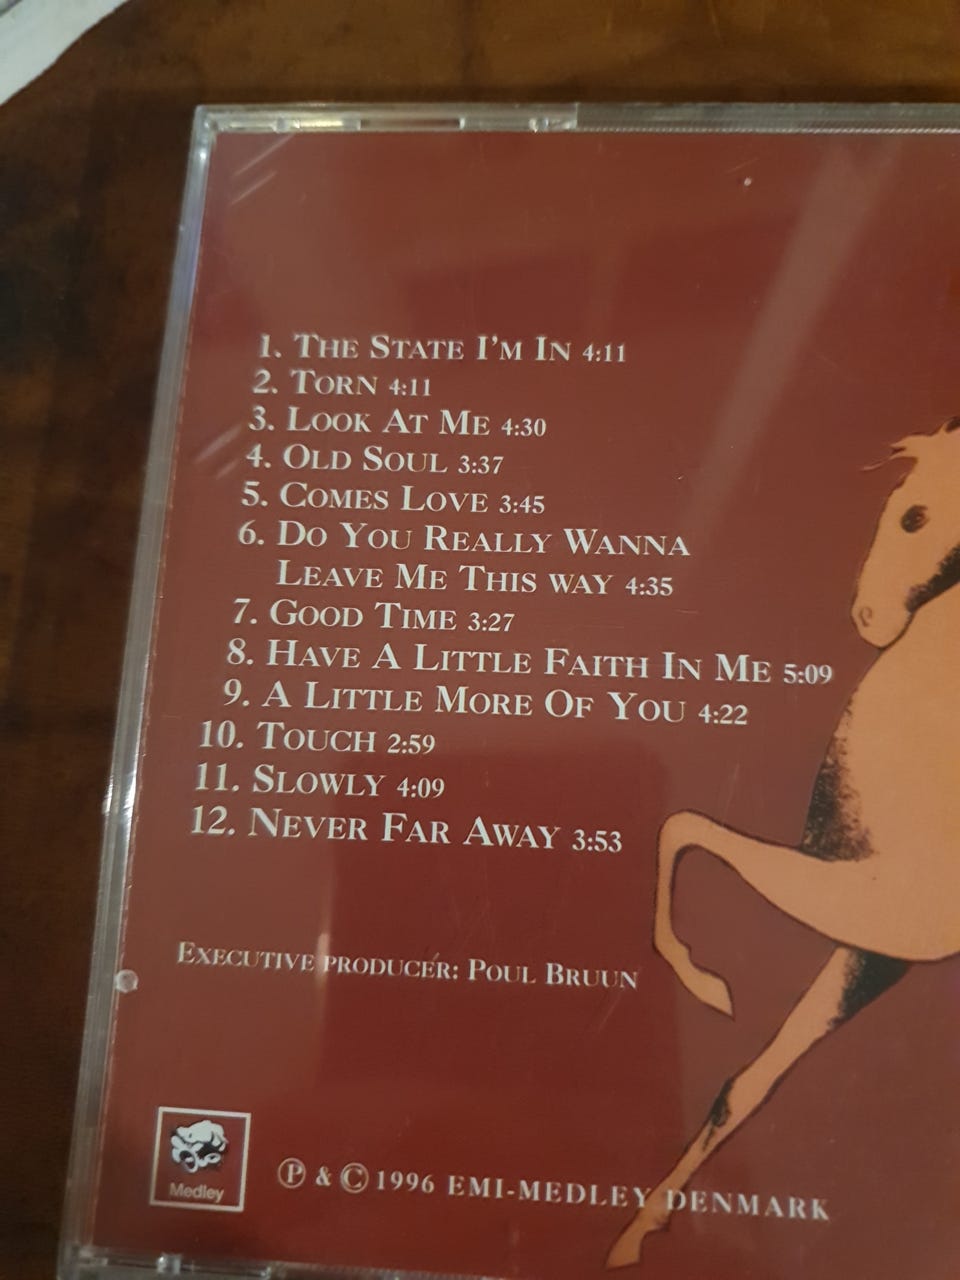 1. The State I'm In 4:11
2. Torn 4:11
3. Look At Me 4:30
4. Old Soul 3:37
5. Comes Love 3:45
6. Do You Really Wanna
Leave Me This way 4:35
7. Good Time 3:27
8. Have A Little Faith In Me 5:09
9. A Little More Of You 4:22
10. Touch 2:59
11. Slowly 4:09
12. Never Far Away 3:53
Executive producer: Poul Bruun
Medley
℗ & © 1996 EMI-MEDLEY DENMARK